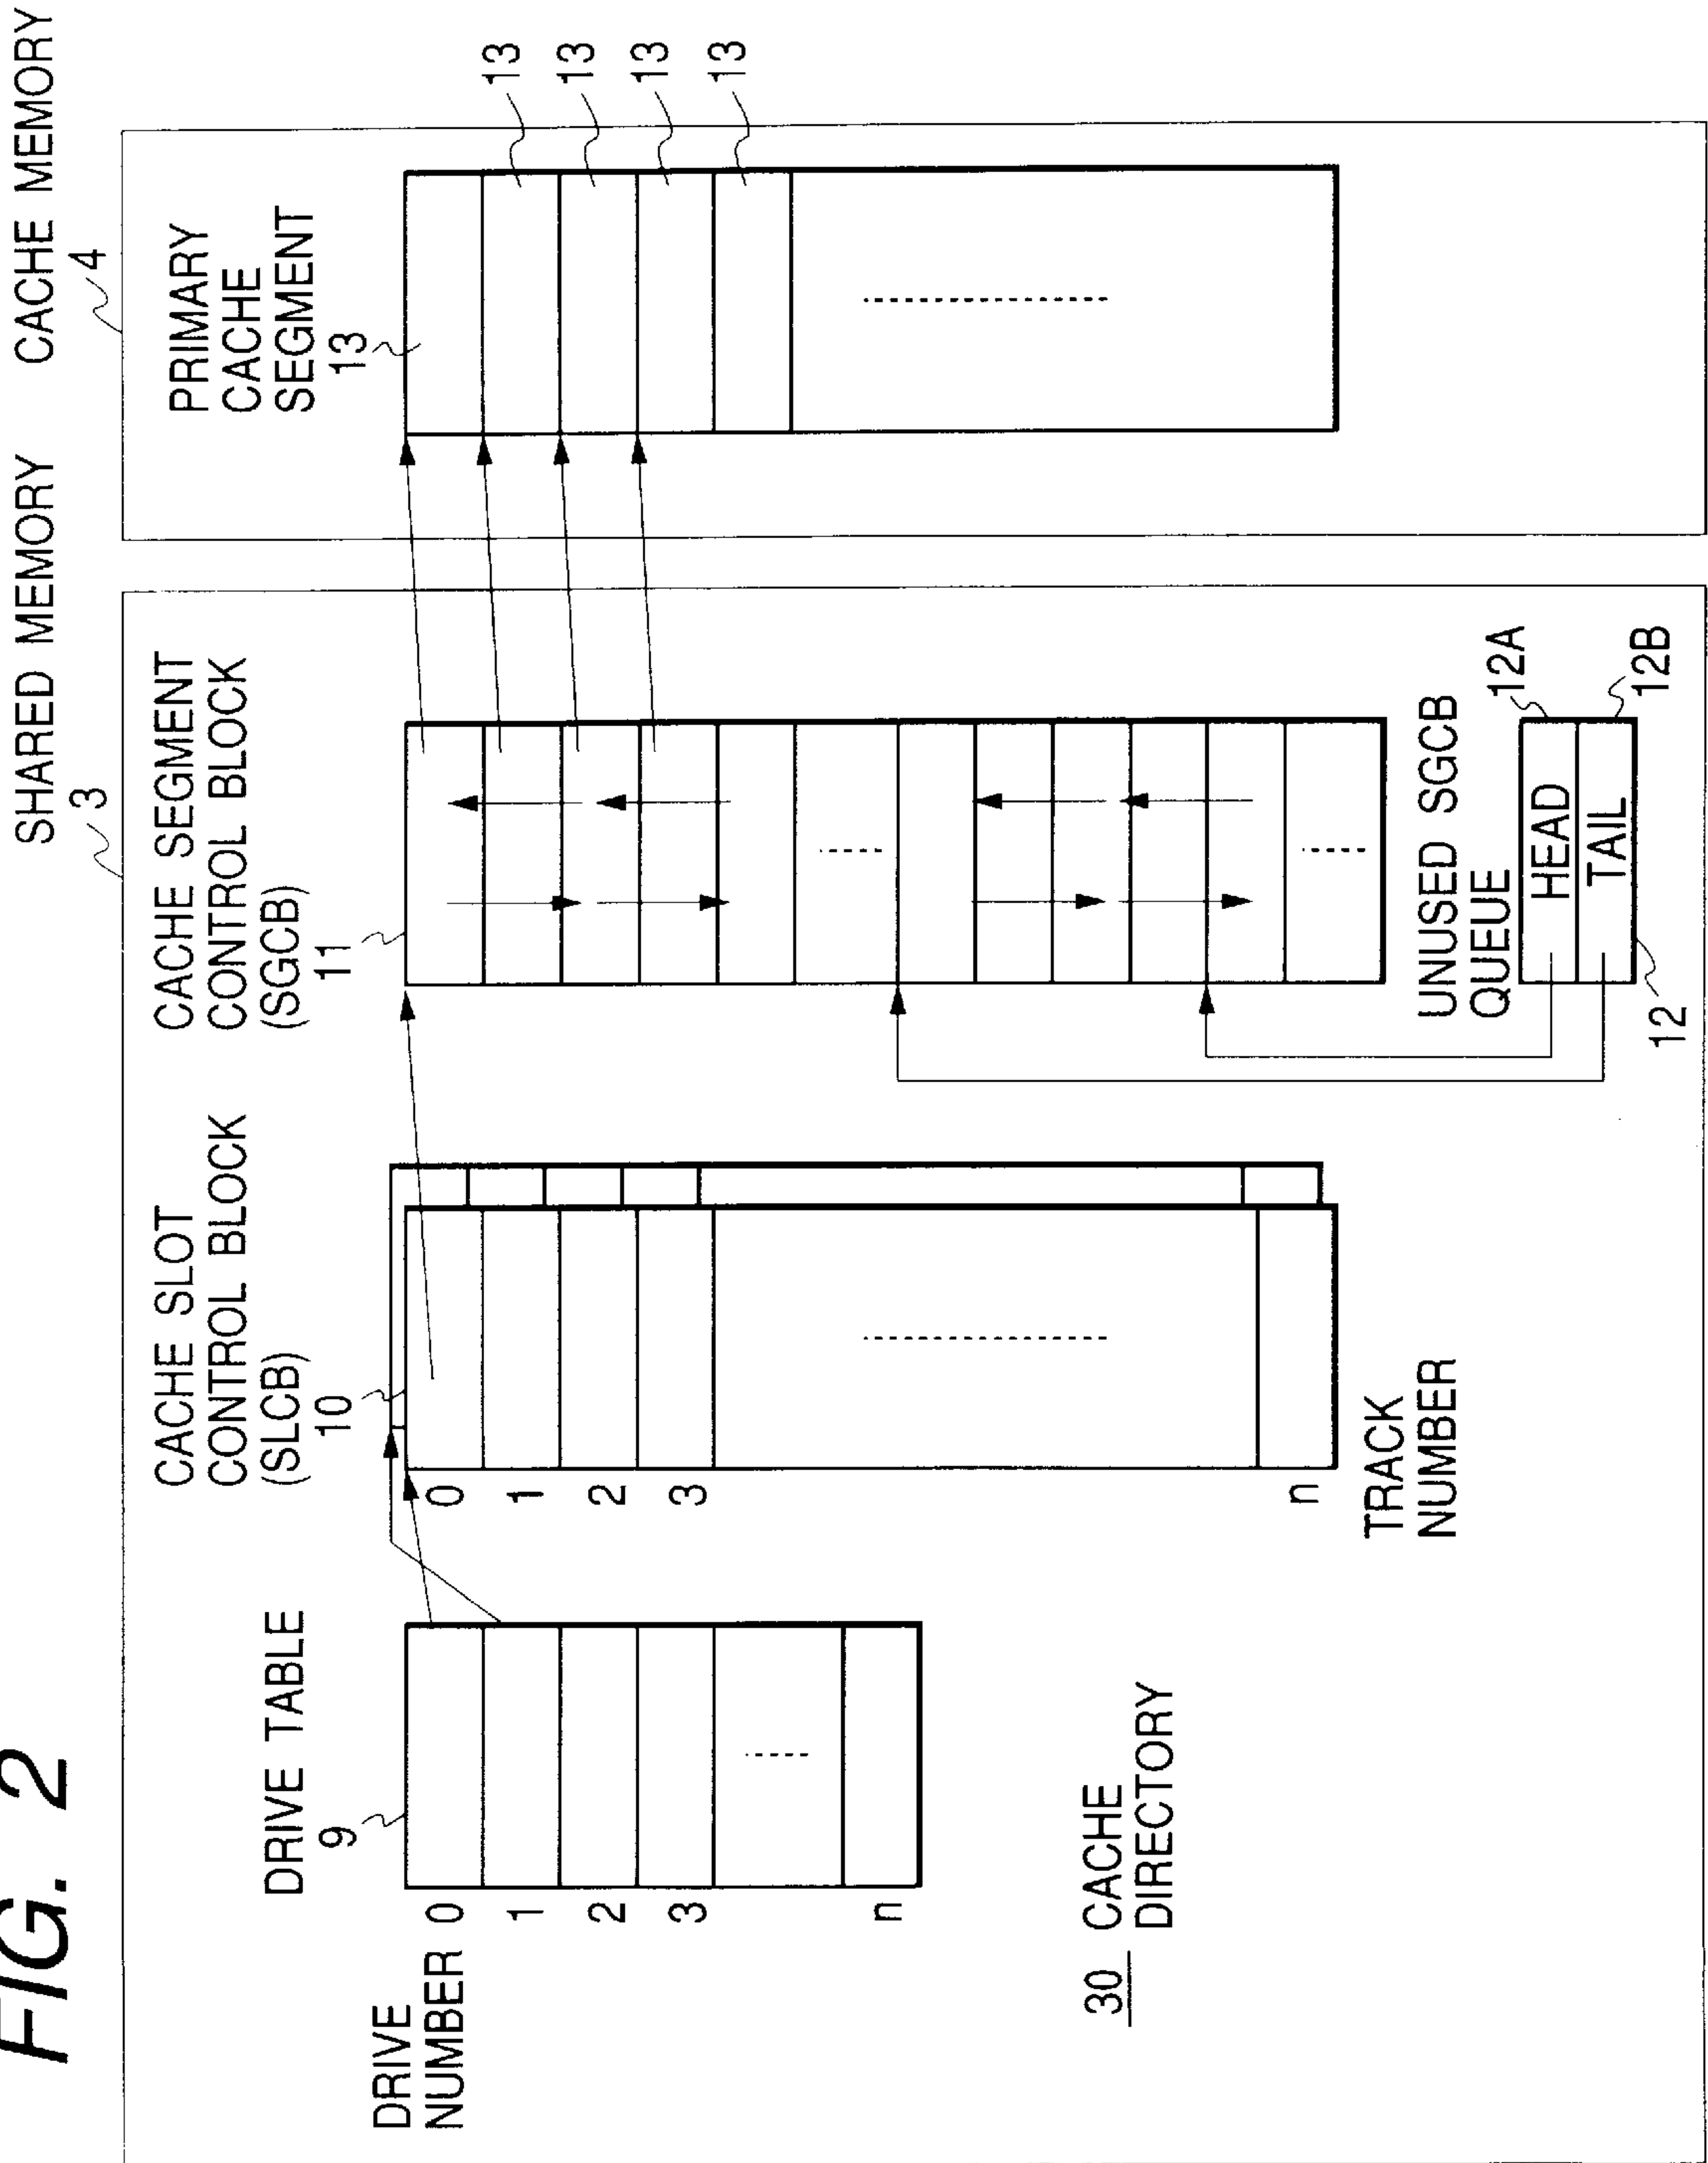 FIG. 2
SHARED MEMORY
3
CACHE MEMORY
4
DRIVE TABLE
9
DRIVE
NUMBER
0
1
2
3
n
CACHE SLOT
CONTROL BLOCK
(SLCB)
10
0
1
2
3
n
TRACK
NUMBER
CACHE SEGMENT
CONTROL BLOCK
(SGCB)
11
UNUSED SGCB
QUEUE
HEAD
TAIL
12A
12B
12
PRIMARY
CACHE
SEGMENT
13
13
13
13
13
30 CACHE
DIRECTORY